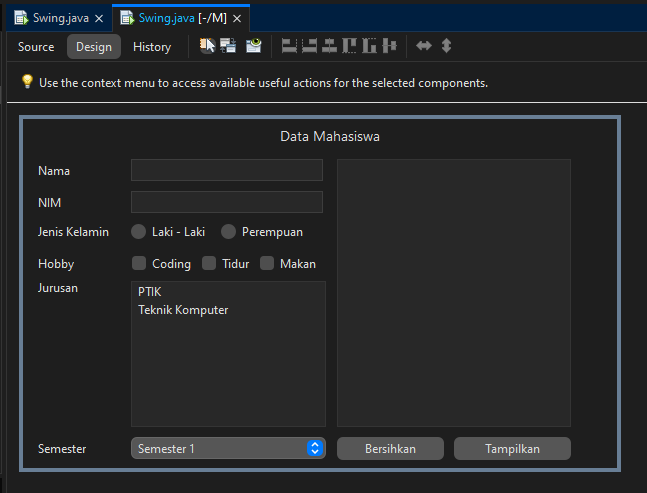 Swing.java × Swing.java [-/M] ×
Source Design History
Use the context menu to access available useful actions for the selected components.
Data Mahasiswa
Nama
NIM
Jenis Kelamin Laki - Laki Perempuan
Hobby Coding Tidur Makan
Jurusan PTIK
Teknik Komputer
Semester Semester 1 Bersihkan Tampilkan